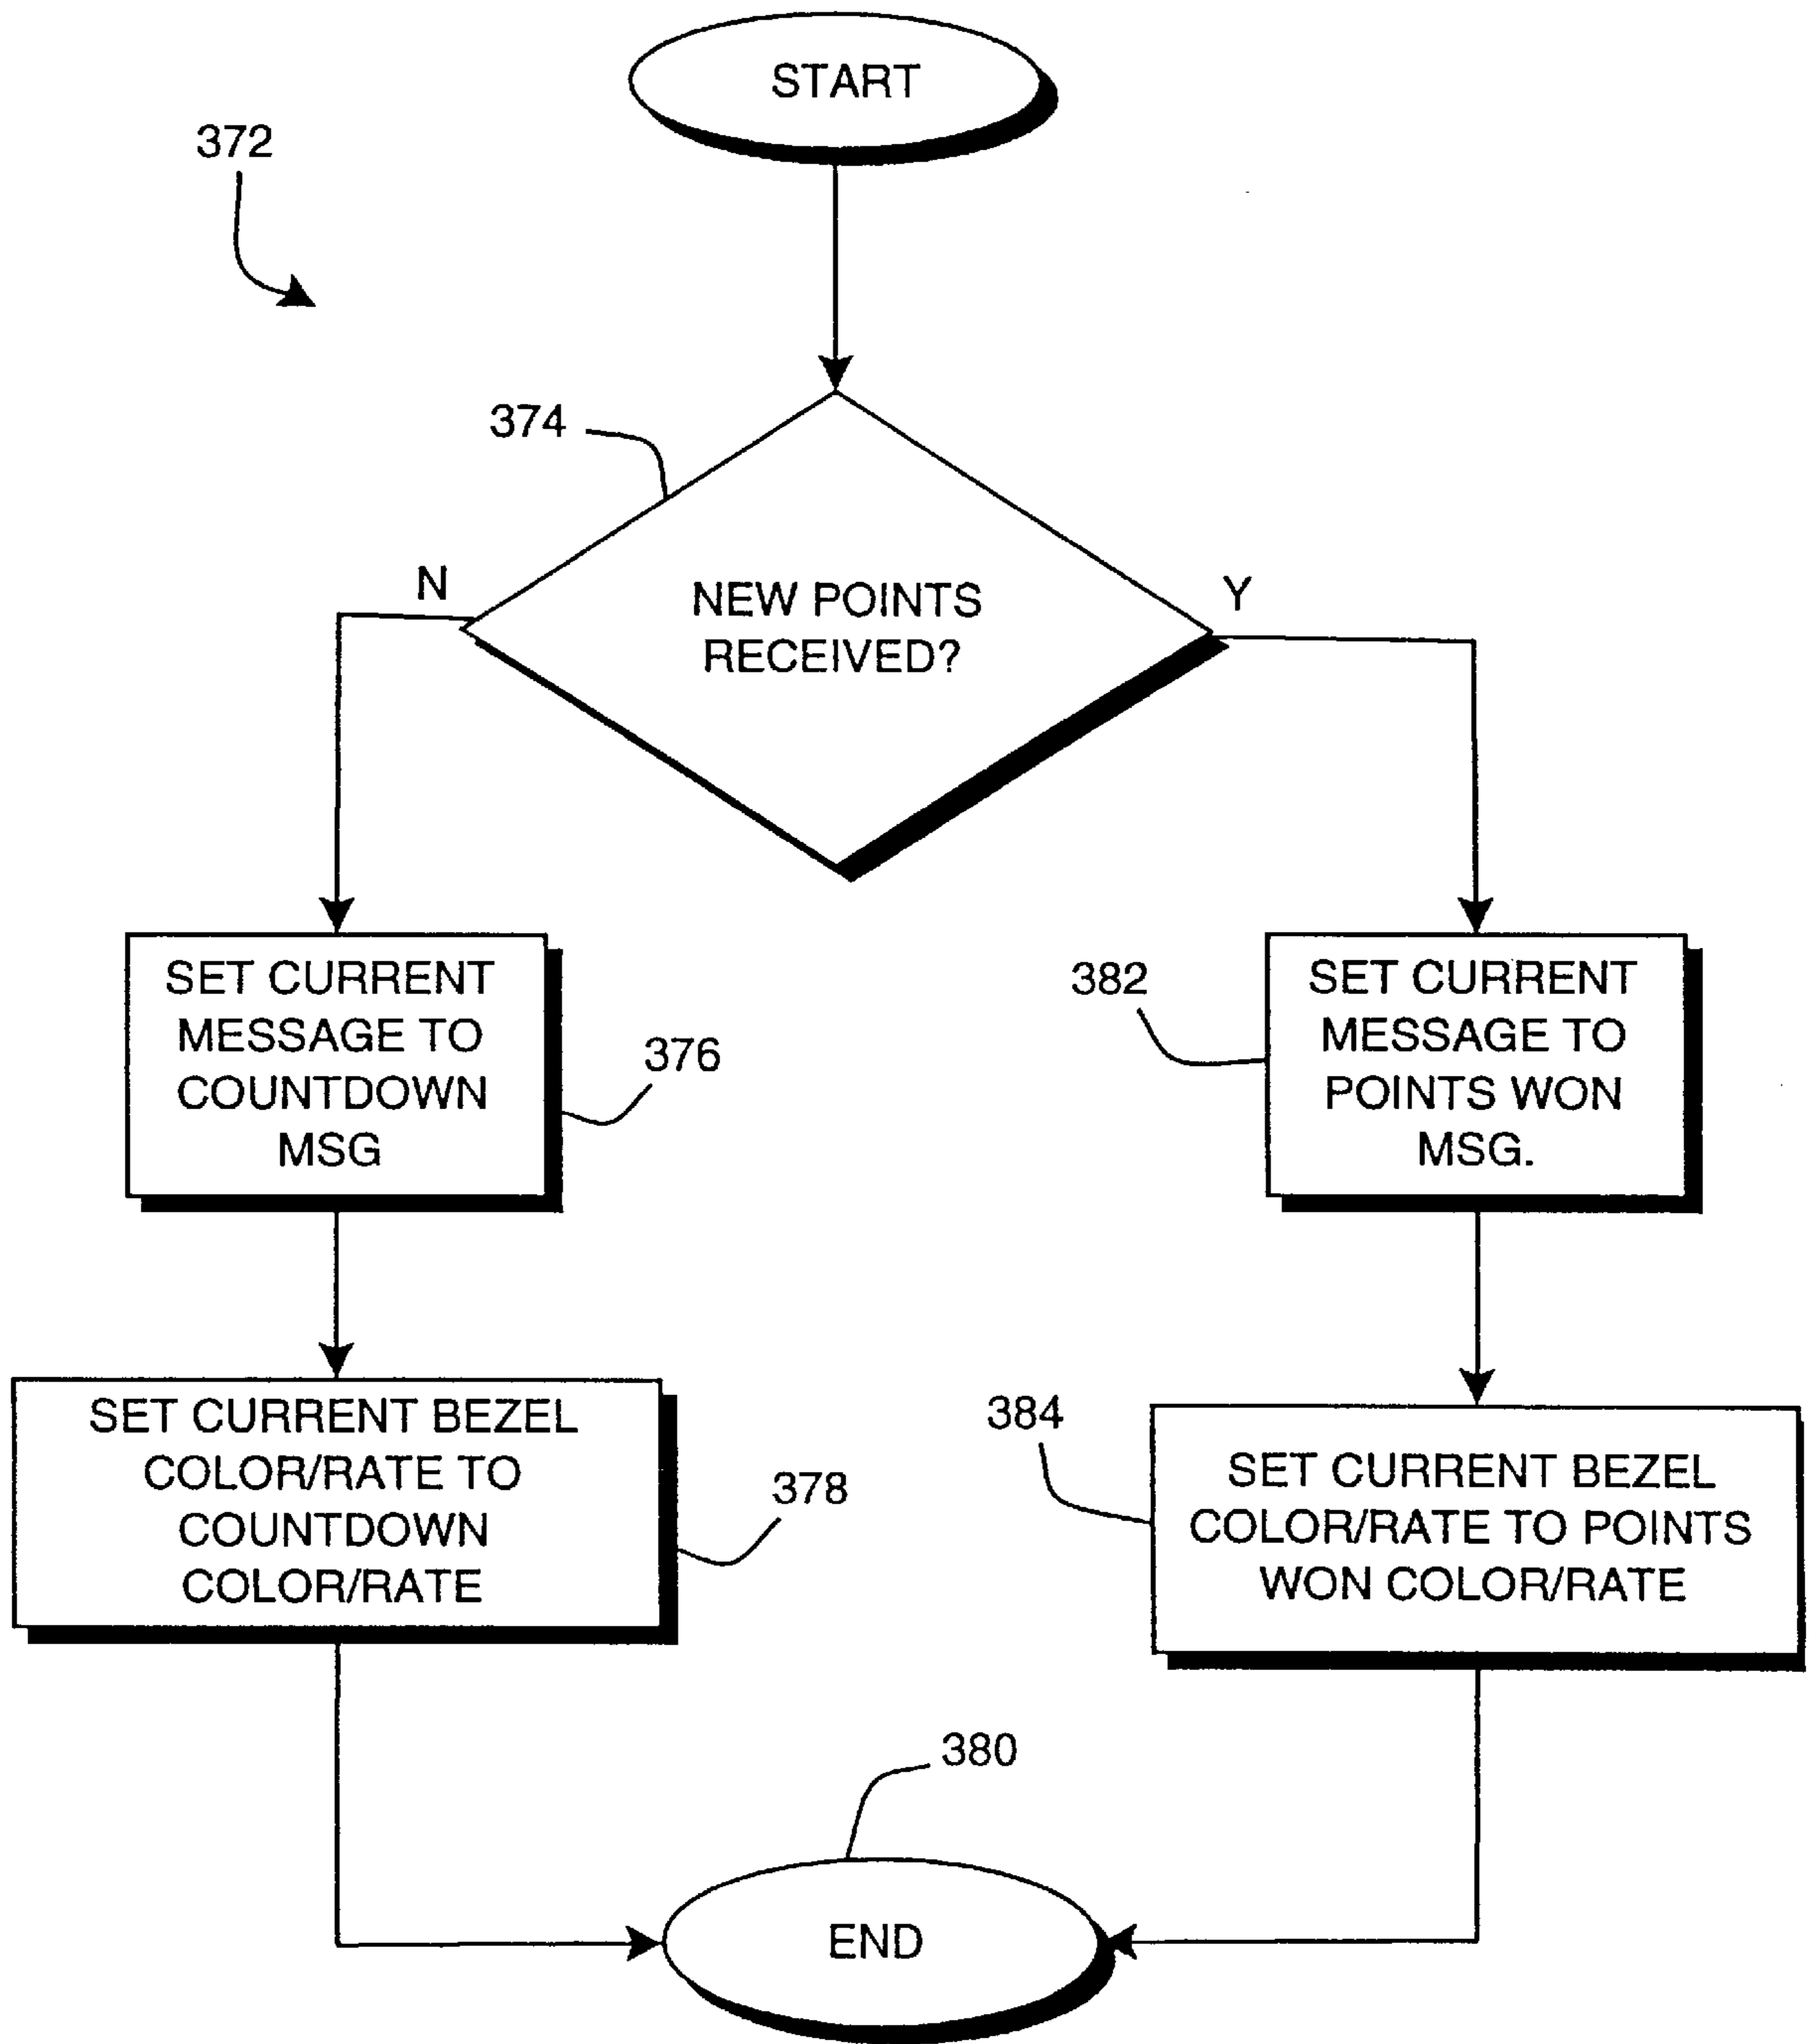 START
372
374
N
Y
NEW POINTS
RECEIVED?
SET CURRENT
MESSAGE TO
COUNTDOWN
MSG
376
382
SET CURRENT
MESSAGE TO
POINTS WON
MSG.
SET CURRENT BEZEL
COLOR/RATE TO
COUNTDOWN
COLOR/RATE
378
384
SET CURRENT BEZEL
COLOR/RATE TO POINTS
WON COLOR/RATE
380
END